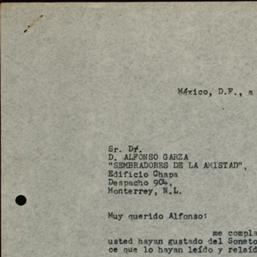 México, D.F., a
Sr. Dr.
D. ALFONSO GARZA
"SEMBRADORES DE LA AMISTAD",
Edificio Chapa
Despacho 904,
Monterrey, N.L.
Muy querido Alfonso:
me compla
usted hayan gustado del Soneto
ce que lo hayan leído y releíd